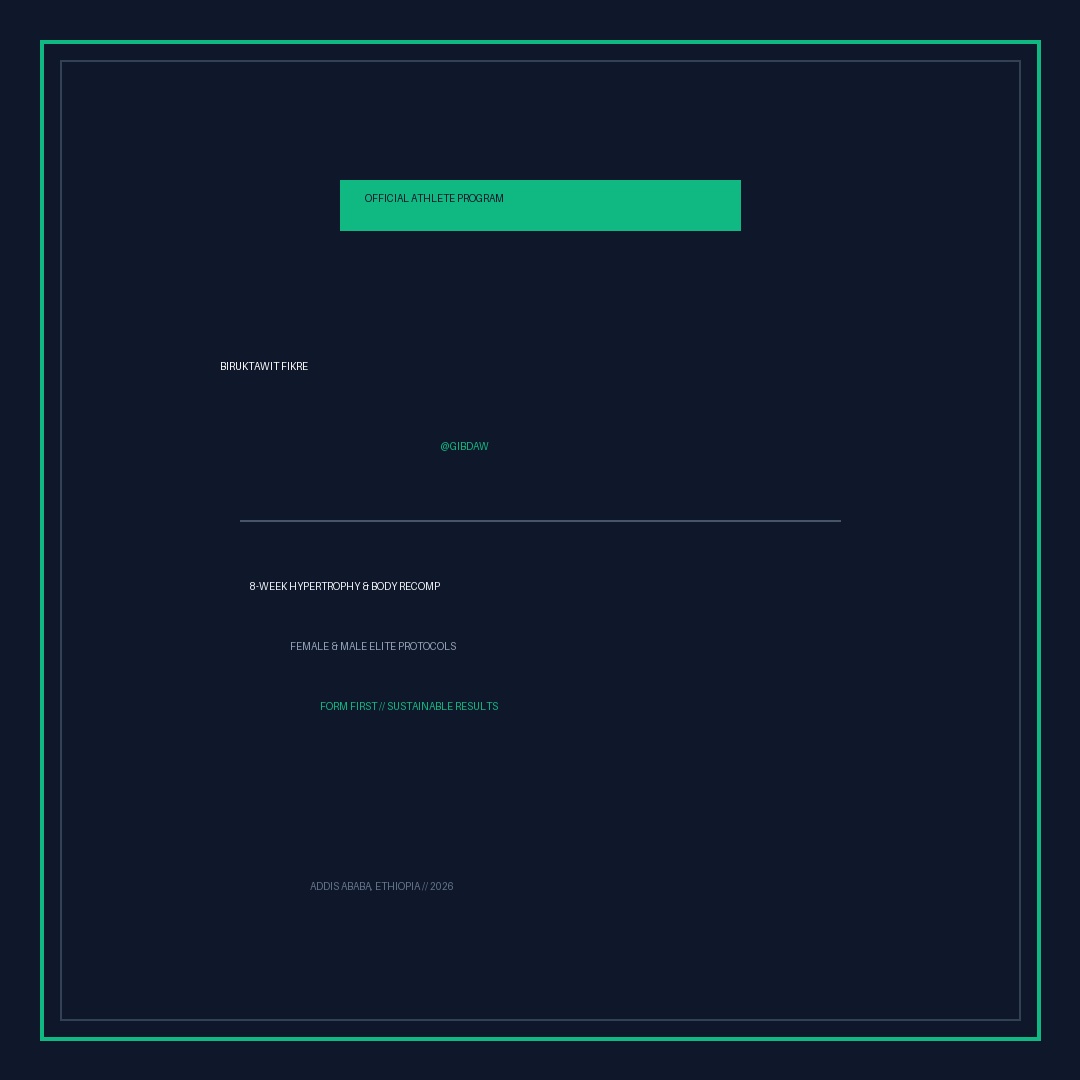 OFFICIAL ATHLETE PROGRAM
BIRUKTAWIT FIKRE
@GIBDAW
8-WEEK HYPERTROPHY & BODY RECOMP
FEMALE & MALE ELITE PROTOCOLS
FORM FIRST // SUSTAINABLE RESULTS
ADDIS ABABA, ETHIOPIA // 2026